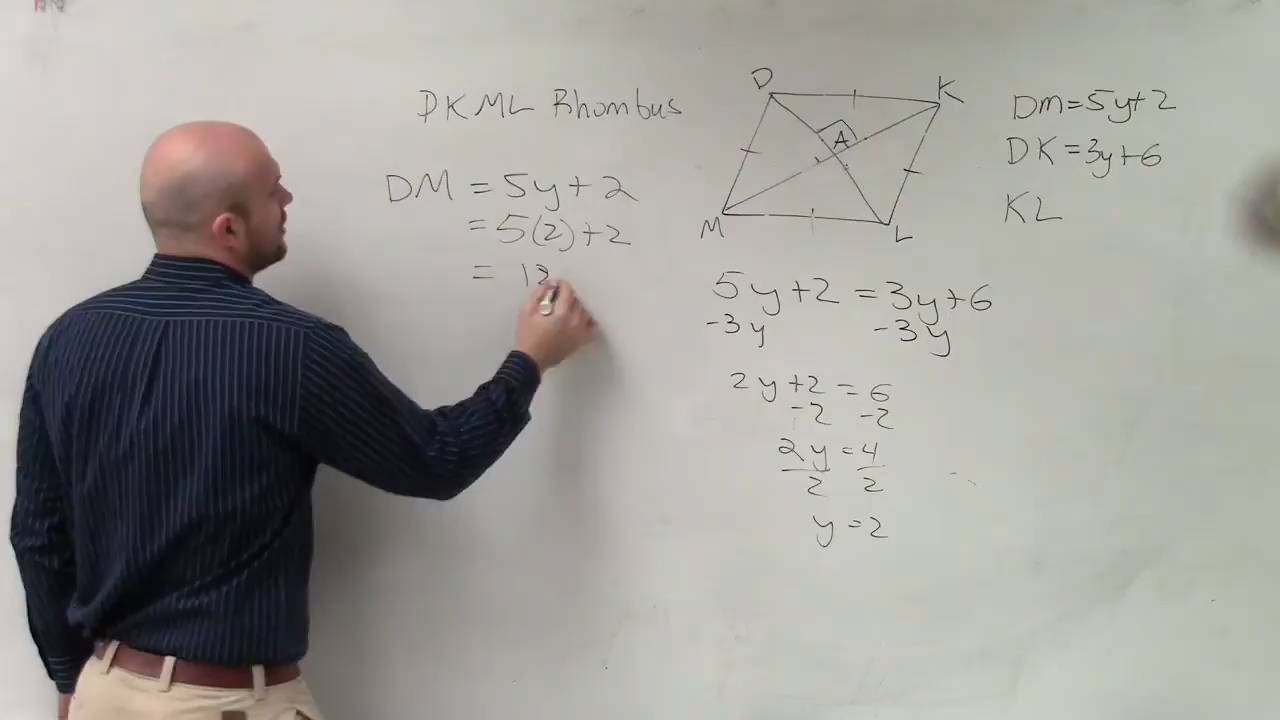 DKML Rhombus
DM = 5y+2
= 5(2)+2
= 12
D
K
A
M
L
Dm=5y+2
DK=3y+6
KL
5y+2=3y+6
-3y -3y
2y+2=6
-2 -2
2y=4
2 2
y=2